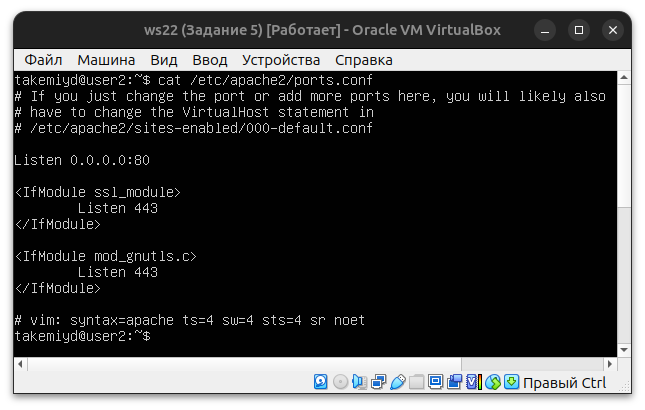 ws22 (Задание 5) [Работает] - Oracle VM VirtualBox
Файл Машина Вид Ввод Устройства Справка
takemiyd@user2:~$ cat /etc/apache2/ports.conf
# If you just change the port or add more ports here, you will likely also
# have to change the VirtualHost statement in
# /etc/apache2/sites-enabled/000-default.conf
Listen 0.0.0.0:80
<IfModule ssl_module>
Listen 443
</IfModule>
<IfModule mod_gnutls.c>
Listen 443
</IfModule>
# vim: syntax=apache ts=4 sw=4 sts=4 sr noet
takemiyd@user2:~$
Правый Ctrl